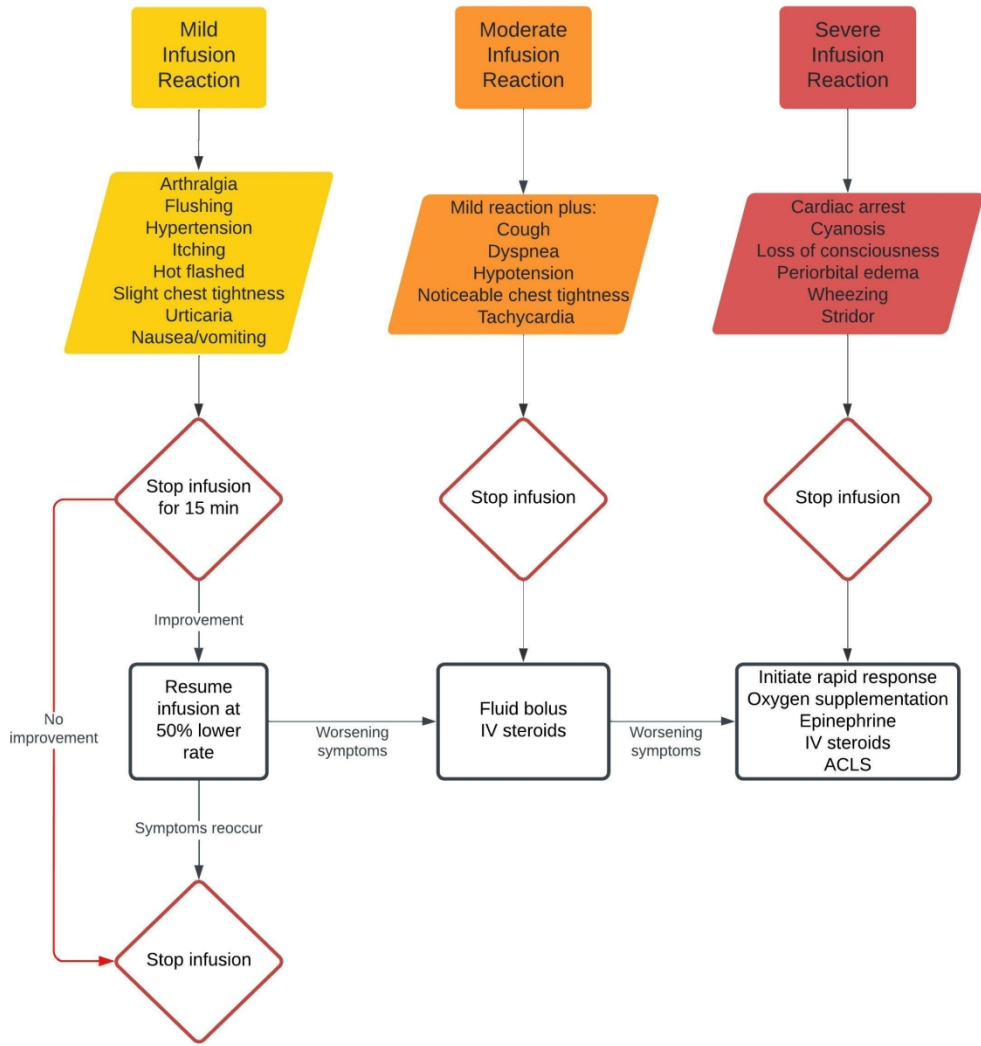 Mild
Infusion
Reaction
Moderate
Infusion
Reaction
Severe
Infusion
Reaction
Arthralgia
Flushing
Hypertension
Itching
Hot flashed
Slight chest tightness
Urticaria
Nausea/vomiting
Mild reaction plus:
Cough
Dyspnea
Hypotension
Noticeable chest tightness
Tachycardia
Cardiac arrest
Cyanosis
Loss of consciousness
Periorbital edema
Wheezing
Stridor
Stop infusion
for 15 min
Stop infusion
Stop infusion
Improvement
No
improvement
Resume
infusion at
50% lower
rate
Worsening
symptoms
Fluid bolus
IV steroids
Worsening
symptoms
Initiate rapid response
Oxygen supplementation
Epinephrine
IV steroids
ACLS
Symptoms reoccur
Stop infusion